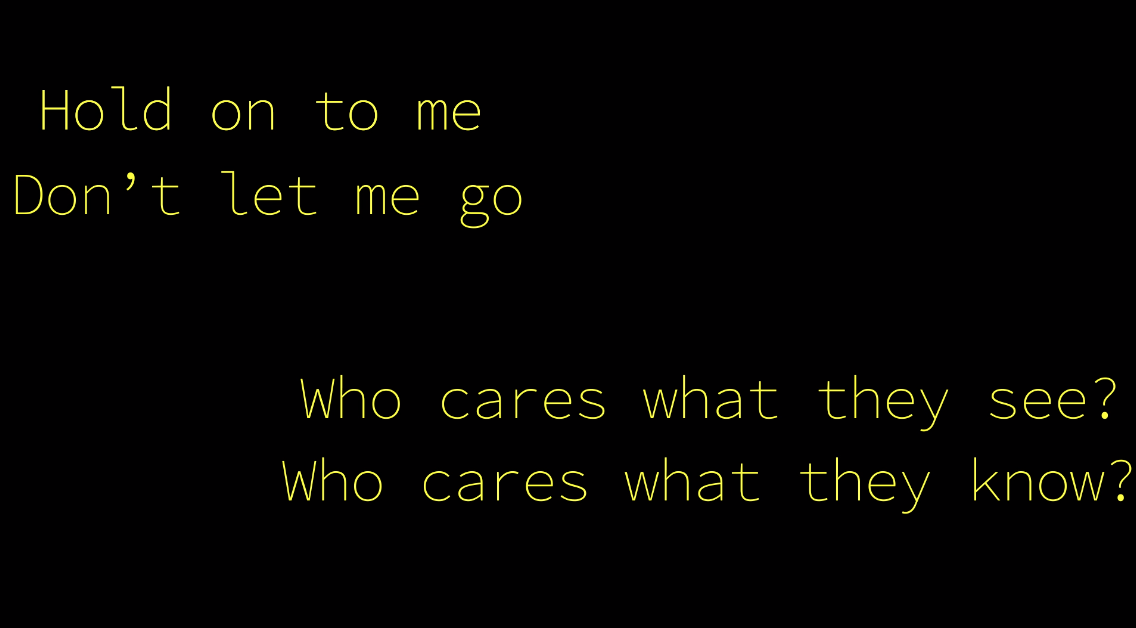 Hold on to me
Don’t let me go
Who cares what they see?
Who cares what they know?